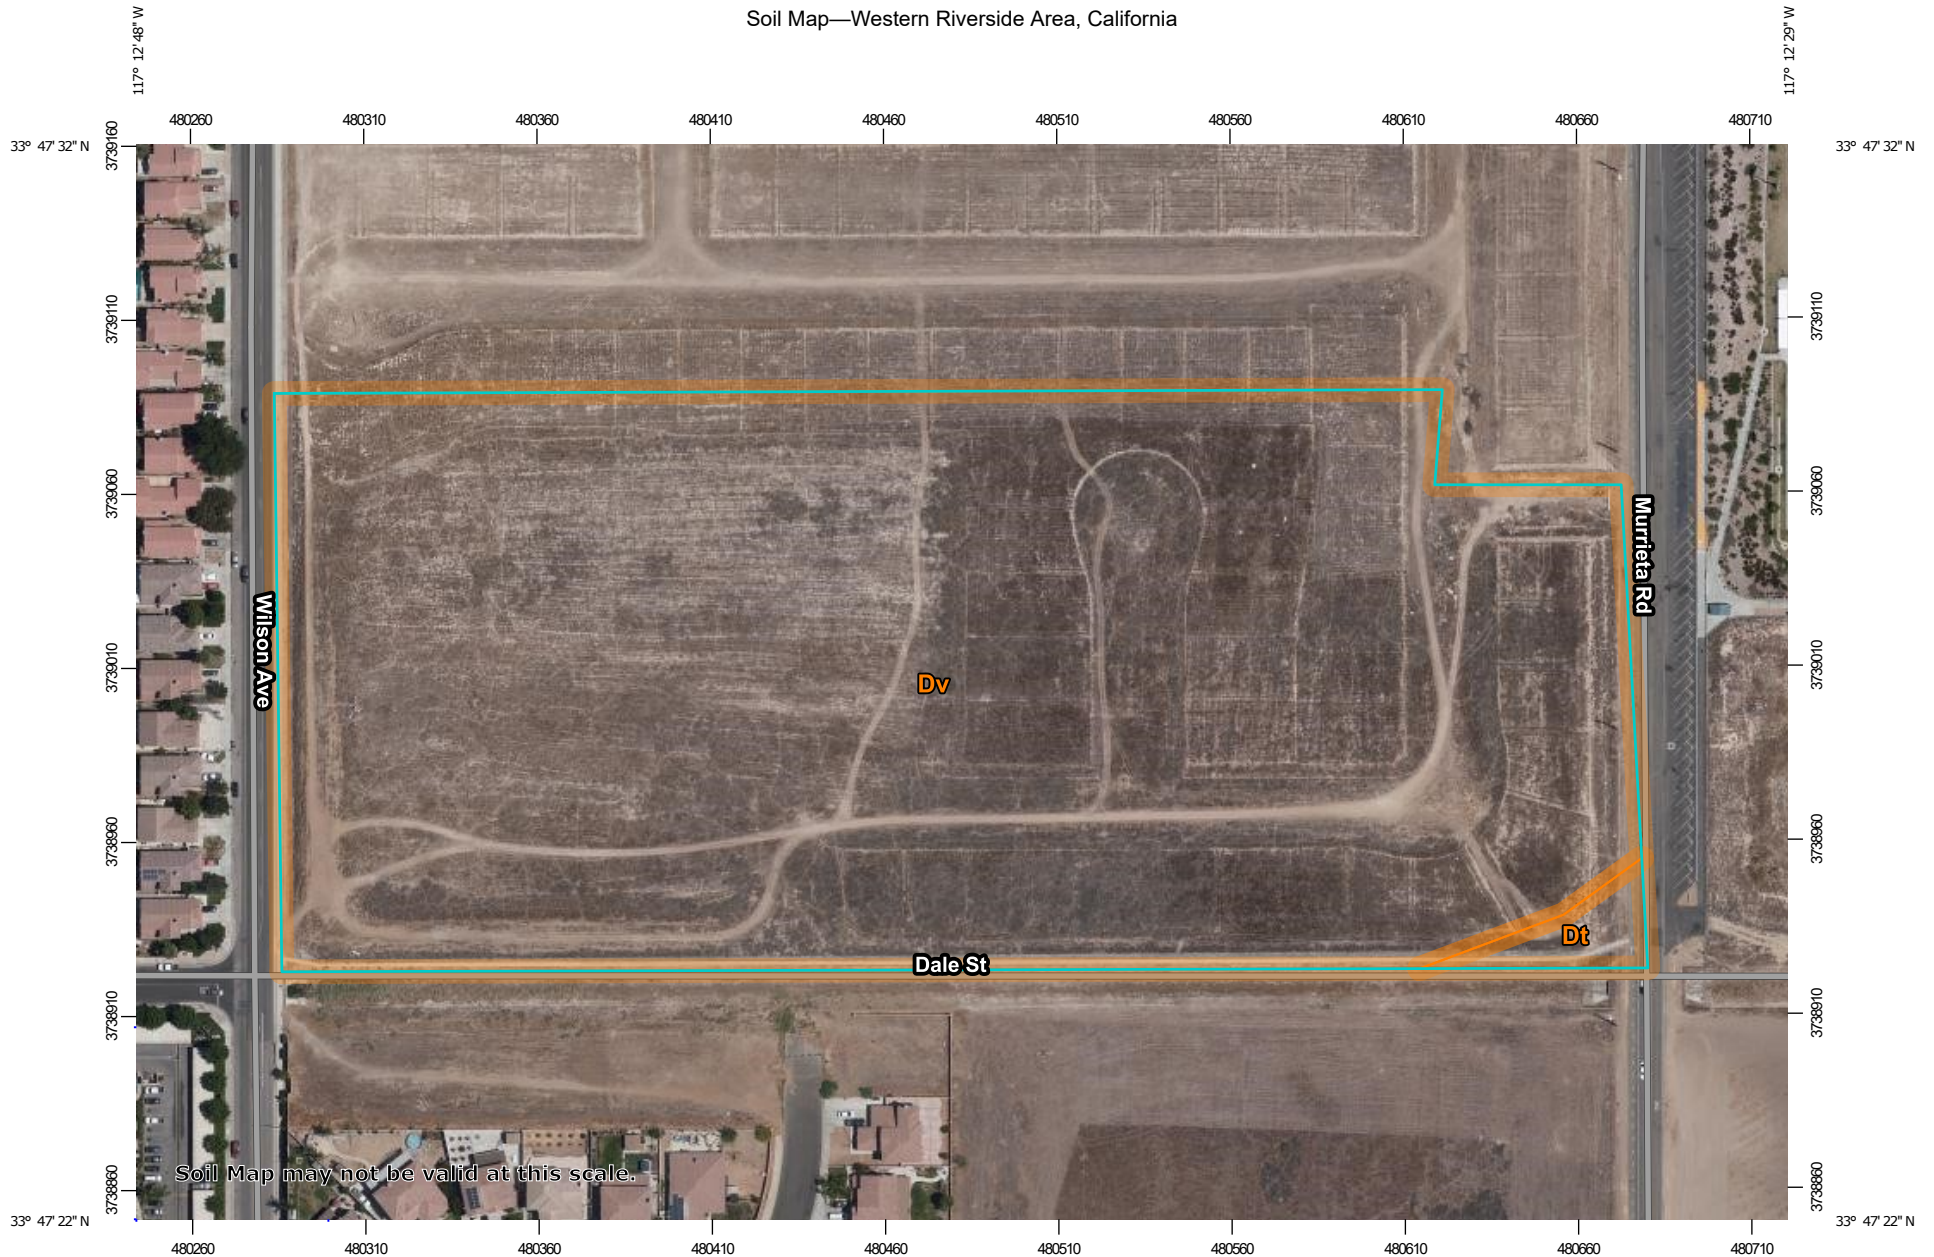 Soil Map—Western Riverside Area, California
117° 12' 48" W
117° 12' 29" W
480260 480310 480360 480410 480460 480510 480560 480610 480660 480710
33° 47' 32" N
33° 47' 32" N
3739160
3739110
3739110
3739060
3739060
3739010
3739010
3738960
3738960
3738910
3738910
3738860
3738860
Murrieta Rd
Wilson Ave
Dv
Dt
Dale St
Soil Map may not be valid at this scale.
33° 47' 22" N
33° 47' 22" N
480260 480310 480360 480410 480460 480510 480560 480610 480660 480710